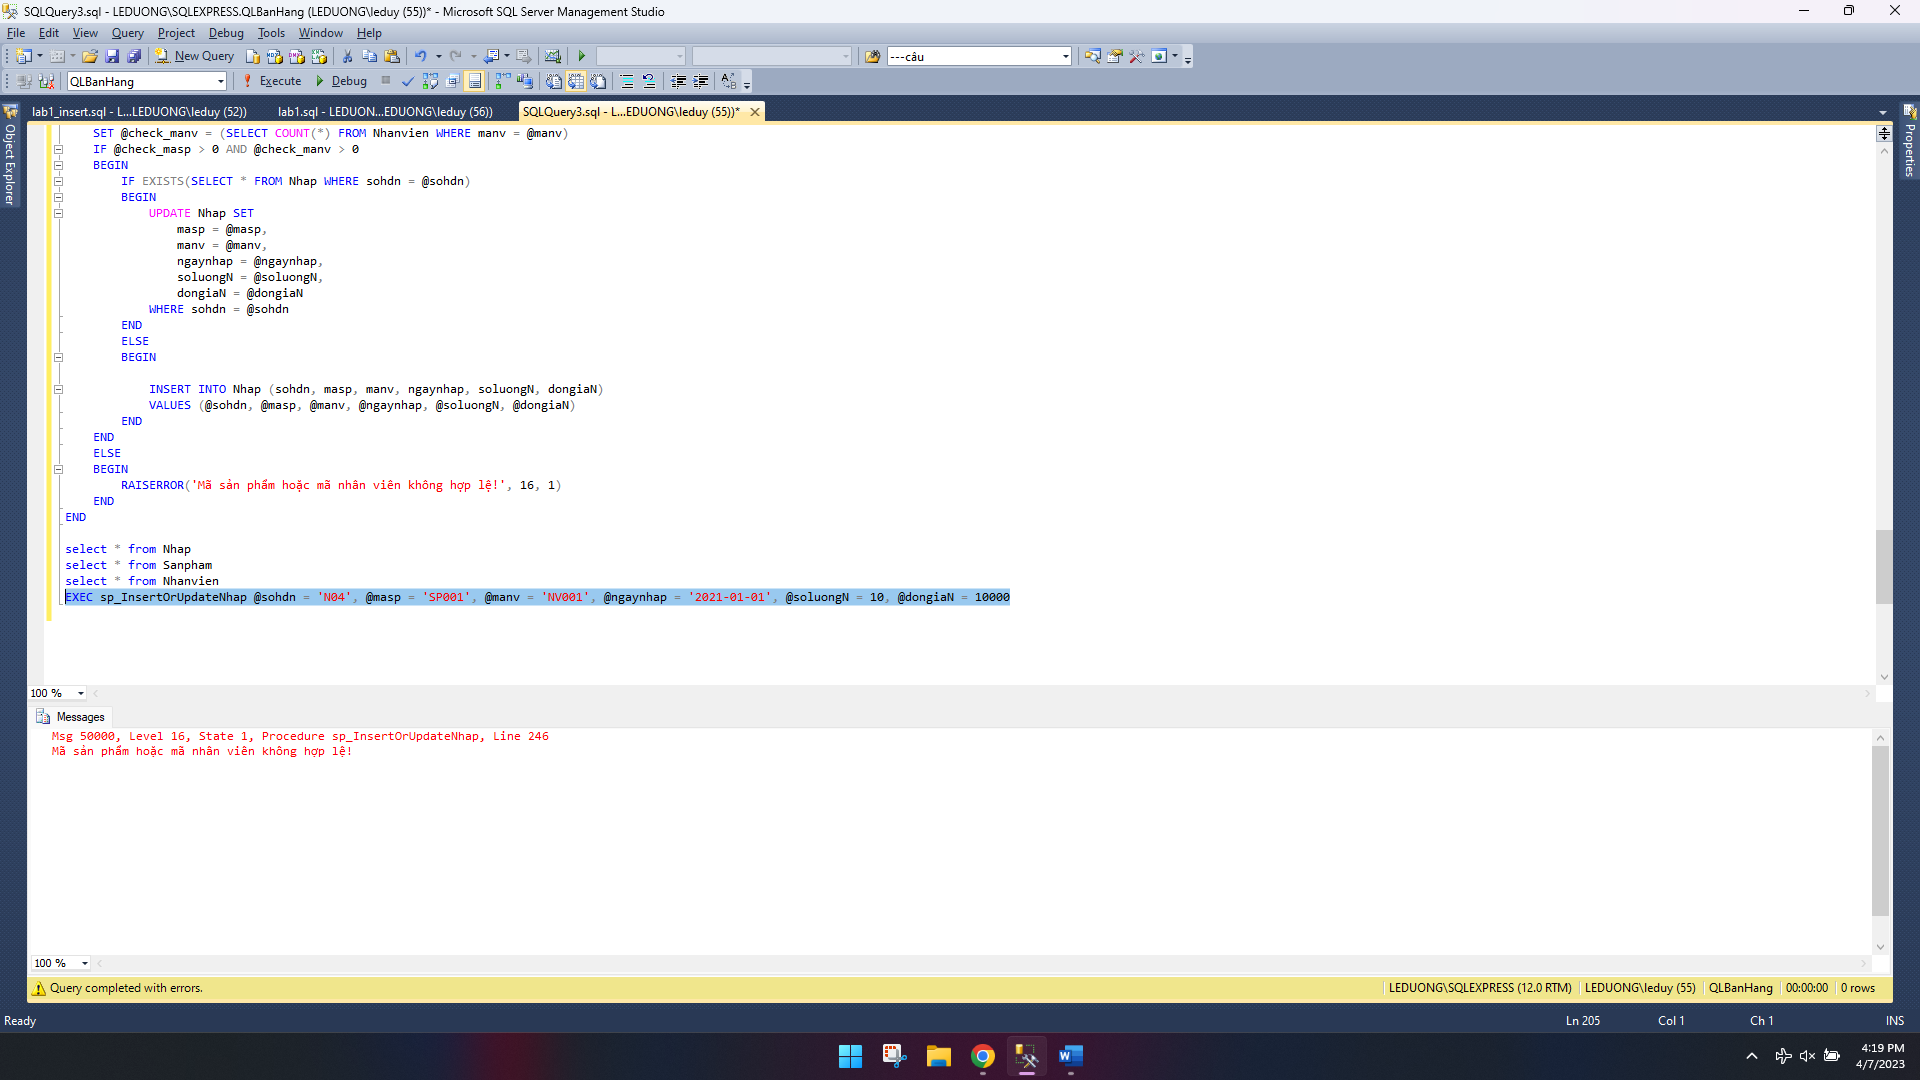 SQLQuery3.sql - LEDUONG\SQLEXPRESS.QLBanHang (LEDUONG\leduy (55))* - Microsoft SQL Server Management Studio
File Edit View Query Project Debug Tools Window Help
New Query ---câu
QLBanHang Execute Debug
lab1_insert.sql - L...LEDUONG\leduy (52)) lab1.sql - LEDUON...EDUONG\leduy (56)) SQLQuery3.sql - L...EDUONG\leduy (55))*
Object Explorer
Properties
SET @check_manv = (SELECT COUNT(*) FROM Nhanvien WHERE manv = @manv)
IF @check_masp > 0 AND @check_manv > 0
BEGIN
IF EXISTS(SELECT * FROM Nhap WHERE sohdn = @sohdn)
BEGIN
UPDATE Nhap SET
masp = @masp,
manv = @manv,
ngaynhap = @ngaynhap,
soluongN = @soluongN,
dongiaN = @dongiaN
WHERE sohdn = @sohdn
END
ELSE
BEGIN
INSERT INTO Nhap (sohdn, masp, manv, ngaynhap, soluongN, dongiaN)
VALUES (@sohdn, @masp, @manv, @ngaynhap, @soluongN, @dongiaN)
END
END
ELSE
BEGIN
RAISERROR('Mã sản phẩm hoặc mã nhân viên không hợp lệ!', 16, 1)
END
END
select * from Nhap
select * from Sanpham
select * from Nhanvien
EXEC sp_InsertOrUpdateNhap @sohdn = 'N04', @masp = 'SP001', @manv = 'NV001', @ngaynhap = '2021-01-01', @soluongN = 10, @dongiaN = 10000
100 %
Messages
Msg 50000, Level 16, State 1, Procedure sp_InsertOrUpdateNhap, Line 246
Mã sản phẩm hoặc mã nhân viên không hợp lệ!
100 %
Query completed with errors. LEDUONG\SQLEXPRESS (12.0 RTM) LEDUONG\leduy (55) QLBanHang 00:00:00 0 rows
Ready Ln 205 Col 1 Ch 1 INS
4:19 PM
4/7/2023